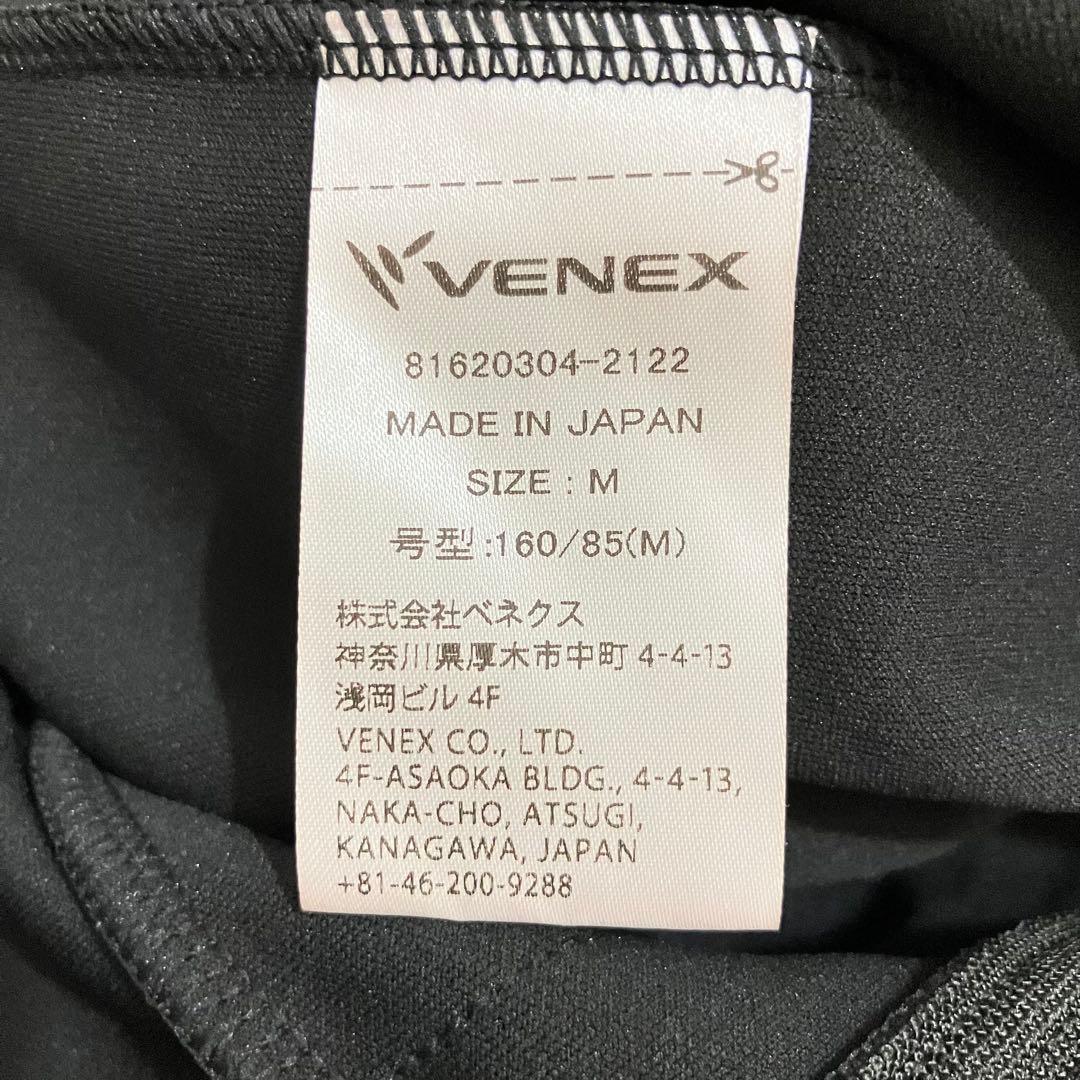 VENEX
81620304-2122
MADE IN JAPAN
SIZE : M
号型:160/85(M)
株式会社ベネクス
神奈川県厚木市中町 4-4-13
浅岡ビル 4F
VENEX CO., LTD.
4F-ASAOKA BLDG., 4-4-13,
NAKA-CHO, ATSUGI,
KANAGAWA, JAPAN
+81-46-200-9288